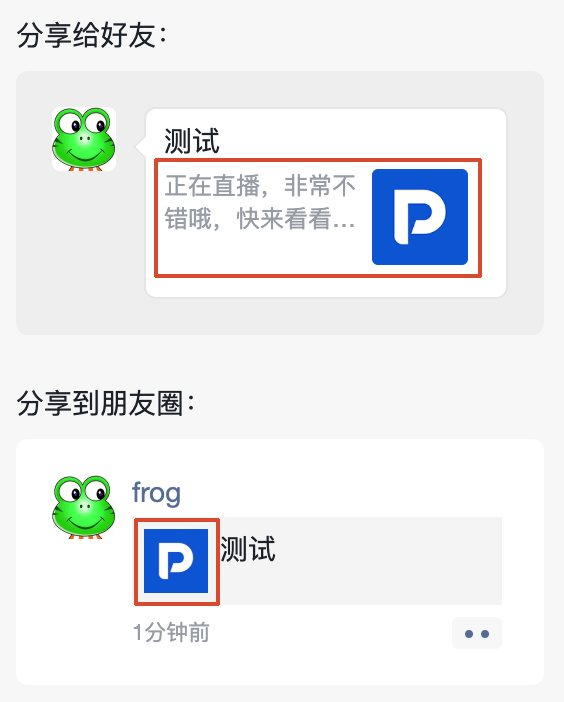 分享给好友：
测试
正在直播，非常不
错哦，快来看看...
P
分享到朋友圈：
frog
P
测试
1分钟前